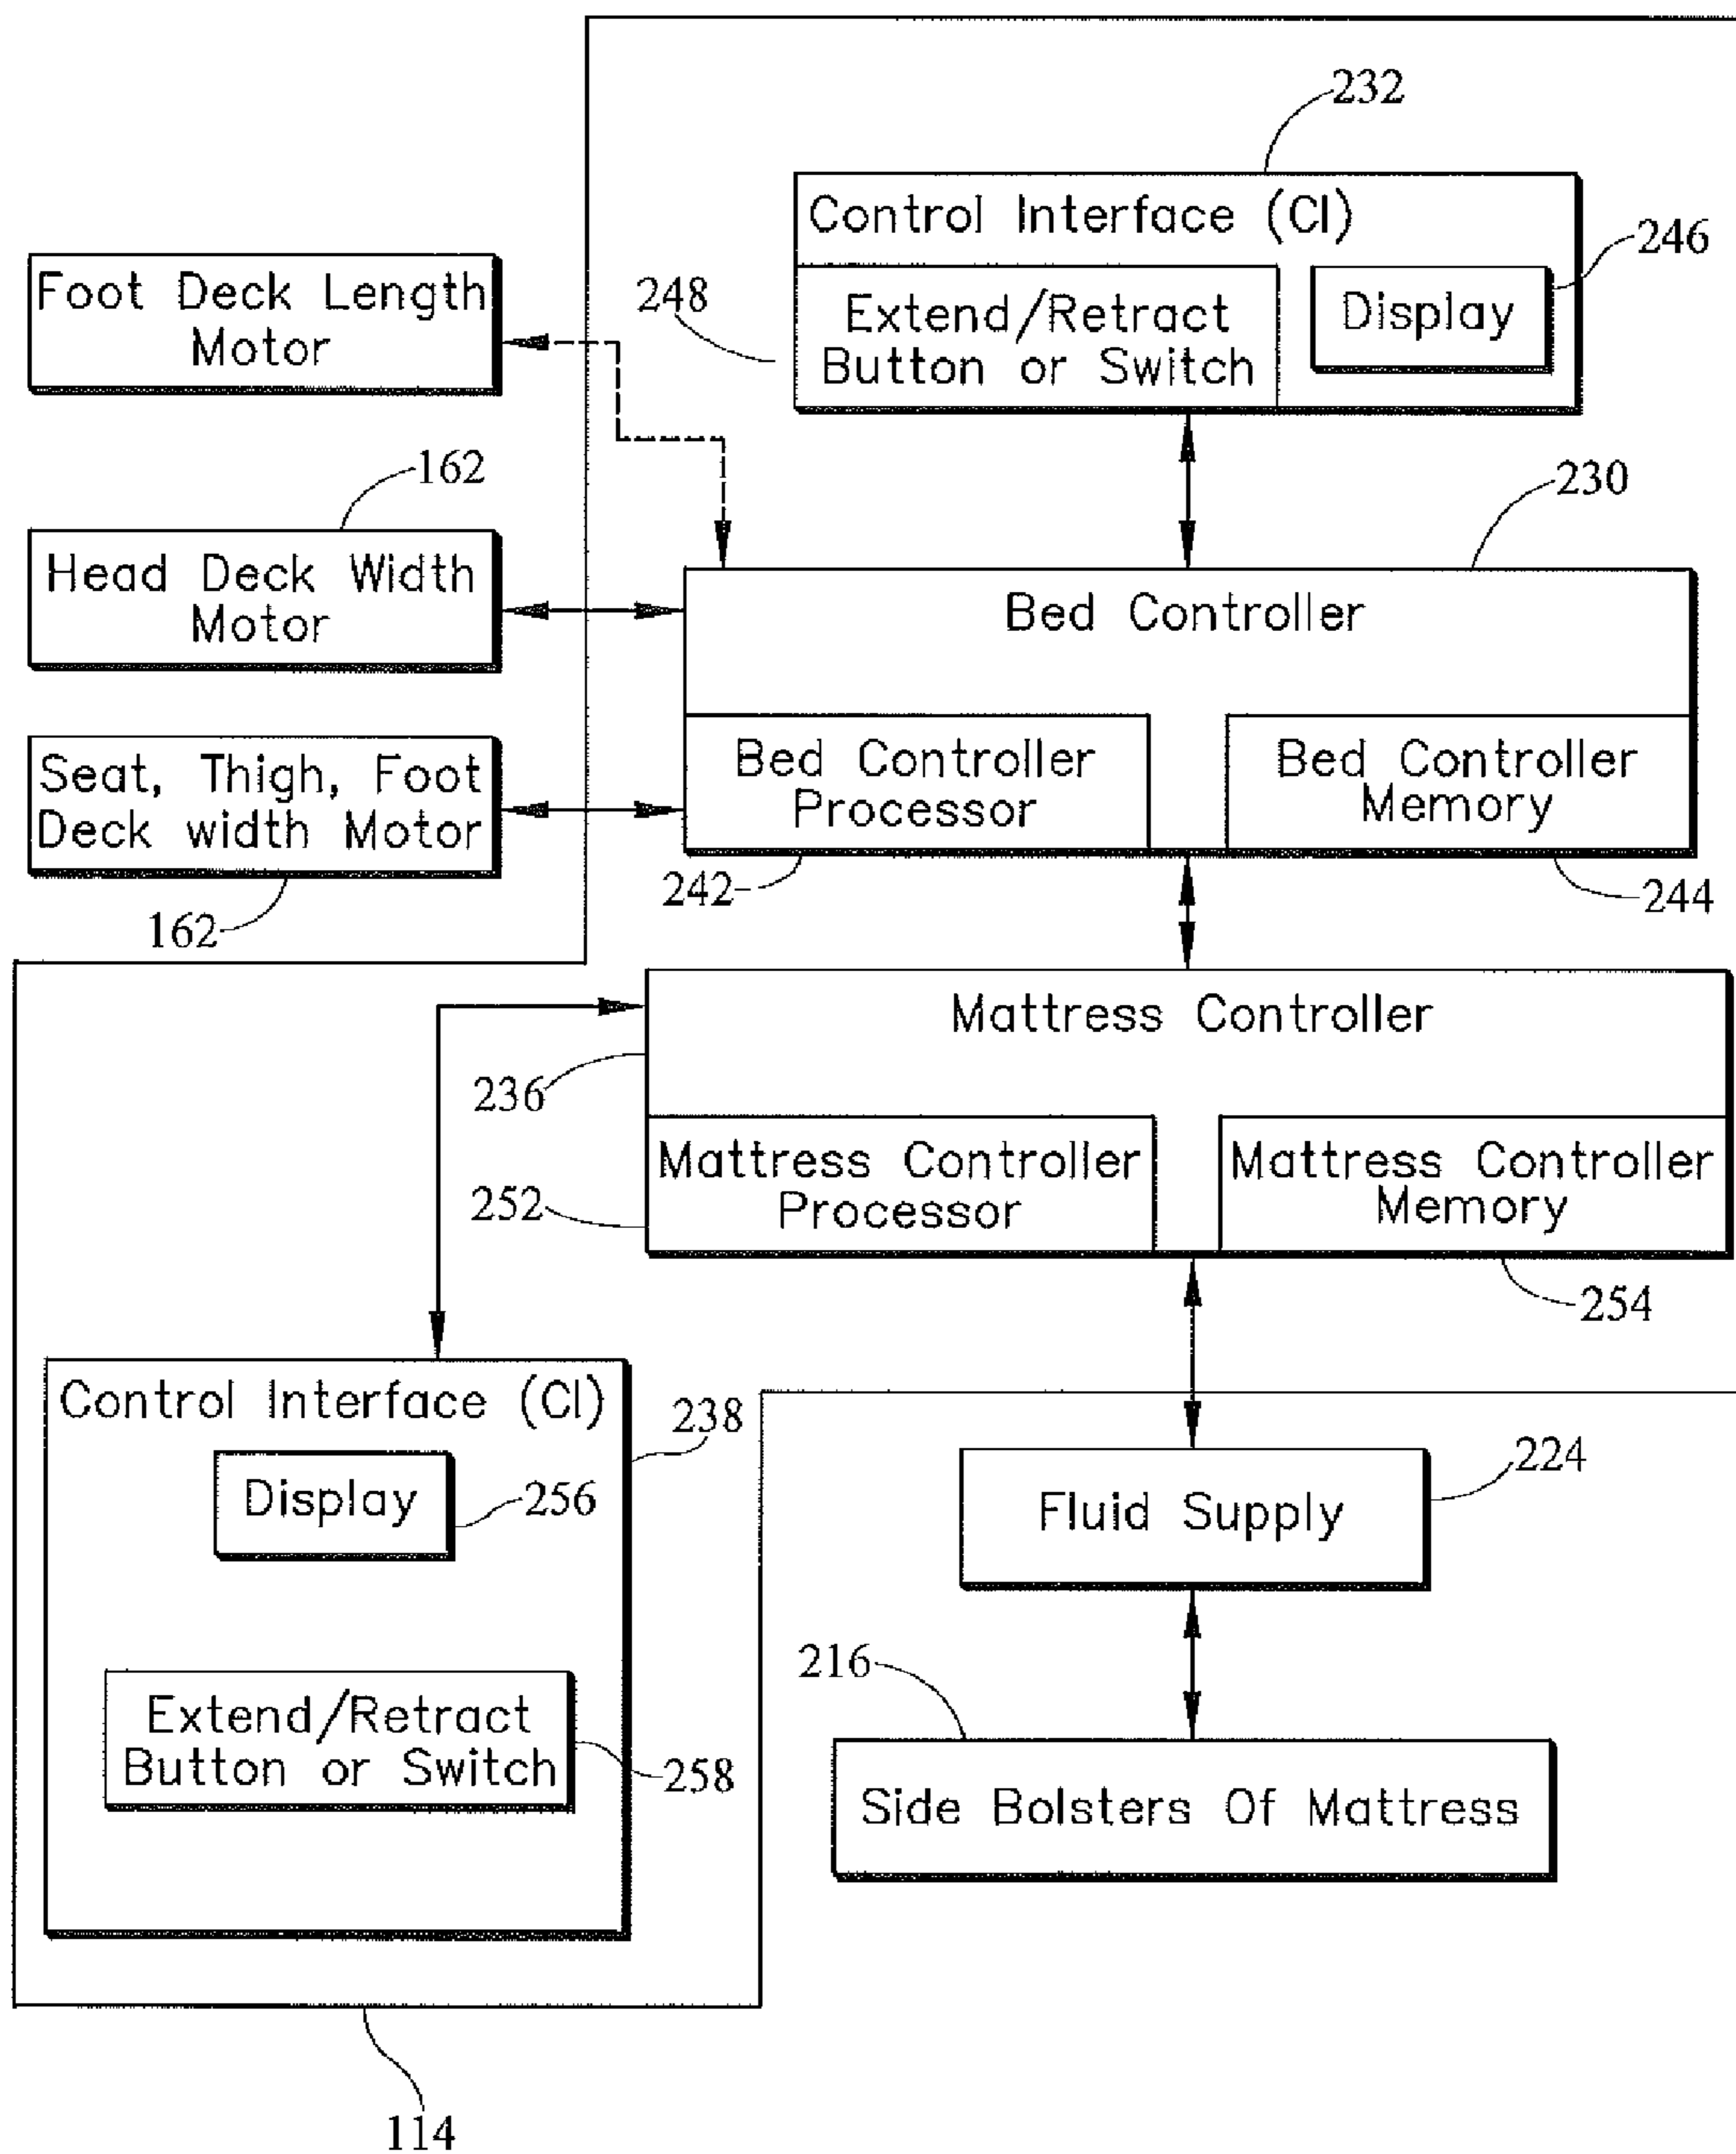 232
Control Interface (CI)
246
248
Extend/Retract
Button or Switch
Display
Foot Deck Length
Motor
162
230
Head Deck Width
Motor
Bed Controller
Seat, Thigh, Foot
Deck width Motor
Bed Controller
Processor
Bed Controller
Memory
162
242
244
Mattress Controller
236
Mattress Controller
Processor
Mattress Controller
Memory
252
254
Control Interface (CI)
238
Display
256
Fluid Supply
224
216
Extend/Retract
Button or Switch
258
Side Bolsters Of Mattress
114